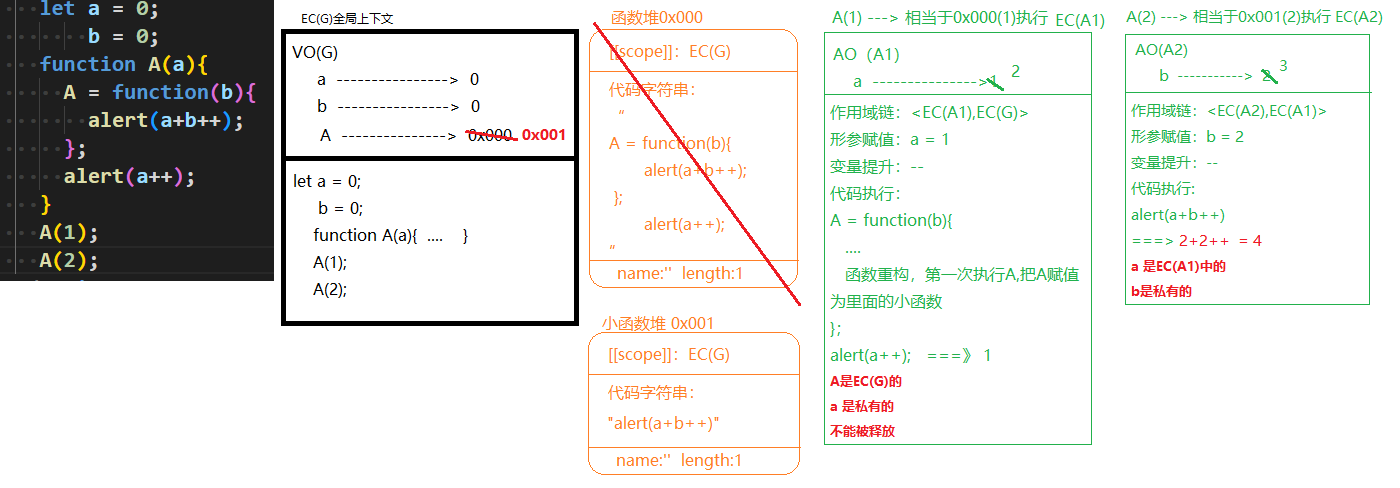 let a = 0;
b = 0;
function A(a){
A = function(b){
alert(a+b++);
};
alert(a++);
}
A(1);
A(2);
EC(G)全局上下文
VO(G)
a ---------------> 0
b ---------------> 0
A --------------> 0x000 0x001
let a = 0;
b = 0;
function A(a){ .... }
A(1);
A(2);
函数堆0x000
[[scope]]：EC(G)
代码字符串：
“
A = function(b){
alert(a+b++);
};
alert(a++);
”
name:'' length:1
小函数堆 0x001
[[scope]]：EC(G)
代码字符串：
"alert(a+b++)"
name:'' length:1
A(1) ---> 相当于0x000(1)执行 EC(A1)
AO（A1)
a -------------->1 2
作用域链：<EC(A1),EC(G)>
形参赋值：a = 1
变量提升：--
代码执行：
A = function(b){
....
函数重构，第一次执行A,把A赋值
为里面的小函数
};
alert(a++); ===》 1
A是EC(G)的
a 是私有的
不能被释放
A(2) ---> 相当于0x001(2)执行 EC(A2)
AO(A2)
b -----------> 2 3
作用域链：<EC(A2),EC(A1)>
形参赋值：b = 2
变量提升：--
代码执行:
alert(a+b++)
===> 2+2++ = 4
a 是EC(A1)中的
b是私有的